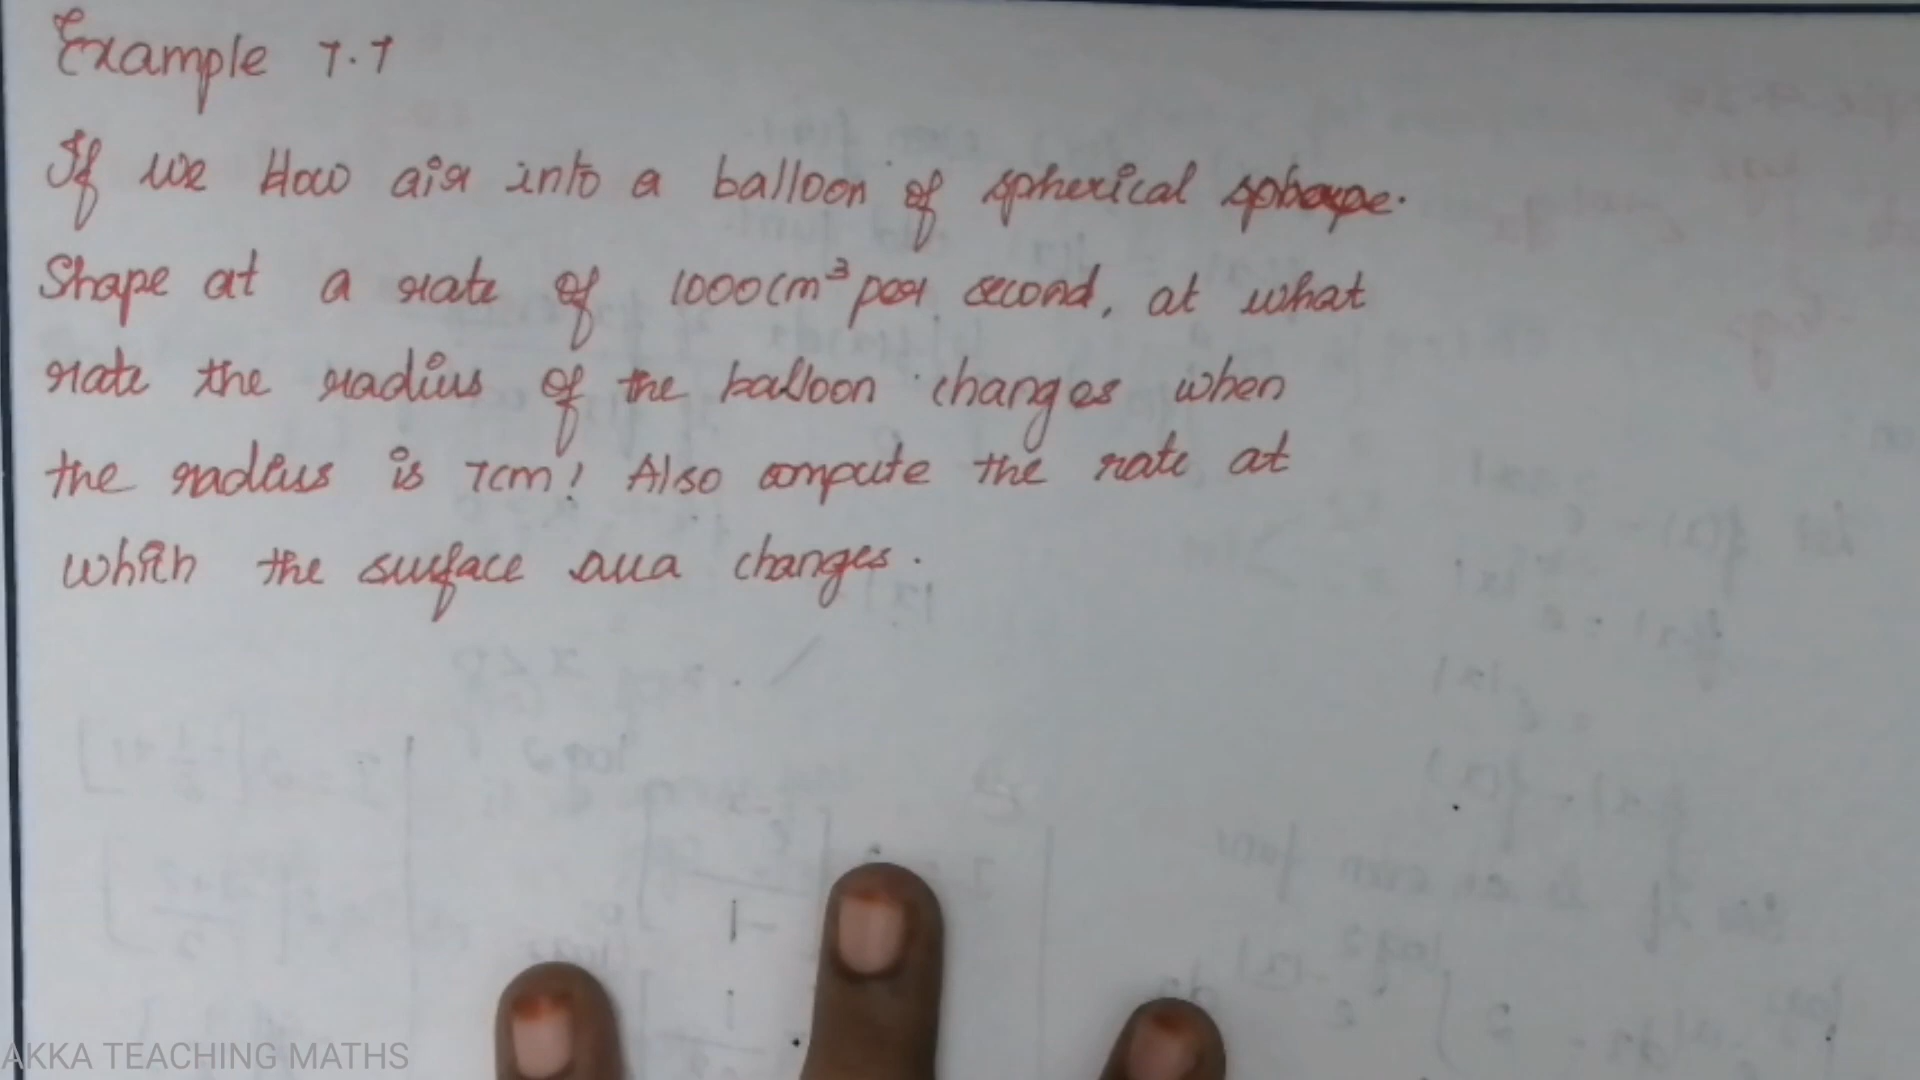 Example 7.7
If we blow air into a balloon of spherical
Shape at a rate of 1000cm³ per second, at what
rate the radius of the balloon changes when
the radius is 7cm? Also compute the rate at
which the surface area changes.
AKKA TEACHING MATHS